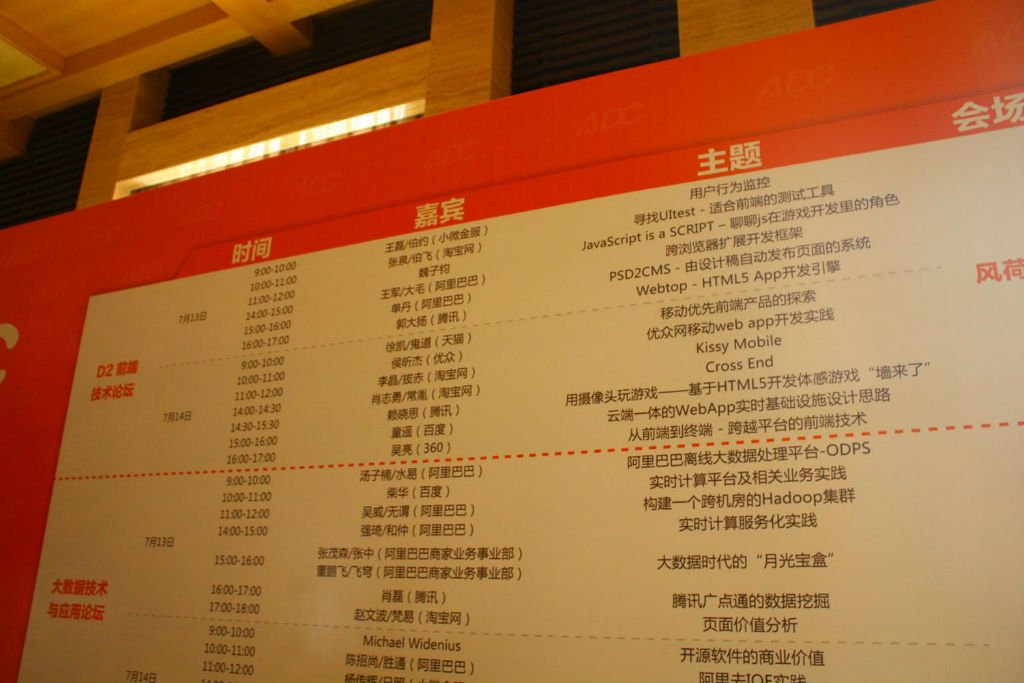 ADC ADC ADC ADC ADC
时间 嘉宾 主题 会场
D2 前端
技术论坛
7月13日
9:00-10:00 王磊/伯约（小微金服） 用户行为监控
10:00-11:00 张泉/伯飞（淘宝网） 寻找UItest - 适合前端的测试工具
11:00-12:00 魏子钧 JavaScript is a SCRIPT – 聊聊js在游戏开发里的角色
14:00-15:00 王军/大毛（阿里巴巴） 跨浏览器扩展开发框架
15:00-16:00 单丹（阿里巴巴） PSD2CMS - 由设计稿自动发布页面的系统
16:00-17:00 郭大扬（腾讯） Webtop - HTML5 App开发引擎
风荷
7月14日
9:00-10:00 徐凯/鬼道（天猫） 移动优先前端产品的探索
10:00-11:00 侯昕杰（优众） 优众网移动web app开发实践
11:00-12:00 李晶/拔赤（淘宝网） Kissy Mobile
14:00-14:30 肖志勇/常胤（淘宝网） Cross End
14:30-15:30 赖晓思（腾讯） 用摄像头玩游戏——基于HTML5开发体感游戏“墙来了”
15:00-16:00 童遥（百度） 云端一体的WebApp实时基础设施设计思路
16:00-17:00 吴亮（360） 从前端到终端 - 跨越平台的前端技术
大数据技术
与应用论坛
7月13日
9:00-10:00 汤子楠/水易（阿里巴巴） 阿里巴巴离线大数据处理平台-ODPS
10:00-11:00 柴华（百度） 实时计算平台及相关业务实践
11:00-12:00 吴威/无谓（阿里巴巴） 构建一个跨机房的Hadoop集群
14:00-15:00 强琦/和仲（阿里巴巴） 实时计算服务化实践
15:00-16:00 张茂森/张中（阿里巴巴商家业务事业部） 大数据时代的“月光宝盒”
董鹏飞/飞穹（阿里巴巴商家业务事业部）
16:00-17:00 肖磊（腾讯） 腾讯广点通的数据挖掘
17:00-18:00 赵文波/梵易（淘宝网） 页面价值分析
7月14日
9:00-10:00 Michael Widenius 开源软件的商业价值
10:00-11:00 陈招尚/胜通（阿里巴巴） 阿里去IOE实践
11:00-12:00